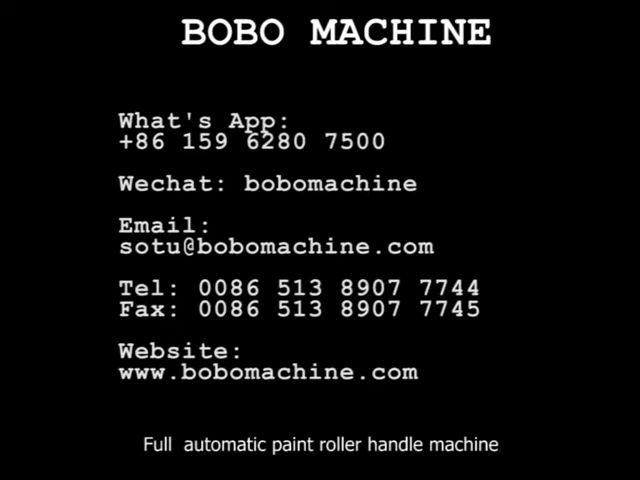 BOBO MACHINE
What's App:
+86 159 6280 7500
Wechat: bobomachine
Email:
sotu@bobomachine.com
Tel: 0086 513 8907 7744
Fax: 0086 513 8907 7745
Website:
www.bobomachine.com
Full automatic paint roller handle machine